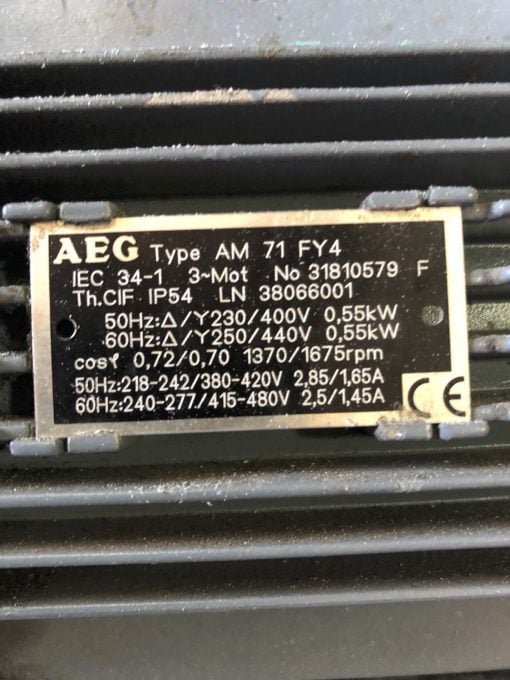 AEG Type AM 71 FY4
IEC 34-1 3~Mot No 31810579 F
Th.ClF IP54 LN 38066001
50Hz:Δ/Y230/400V 0,55kW
60Hz:Δ/Y250/440V 0,55kW
cosφ 0,72/0,70 1370/1675rpm
50Hz:218-242/380-420V 2,85/1,65A
60Hz:240-277/415-480V 2,5/1,45A
CE